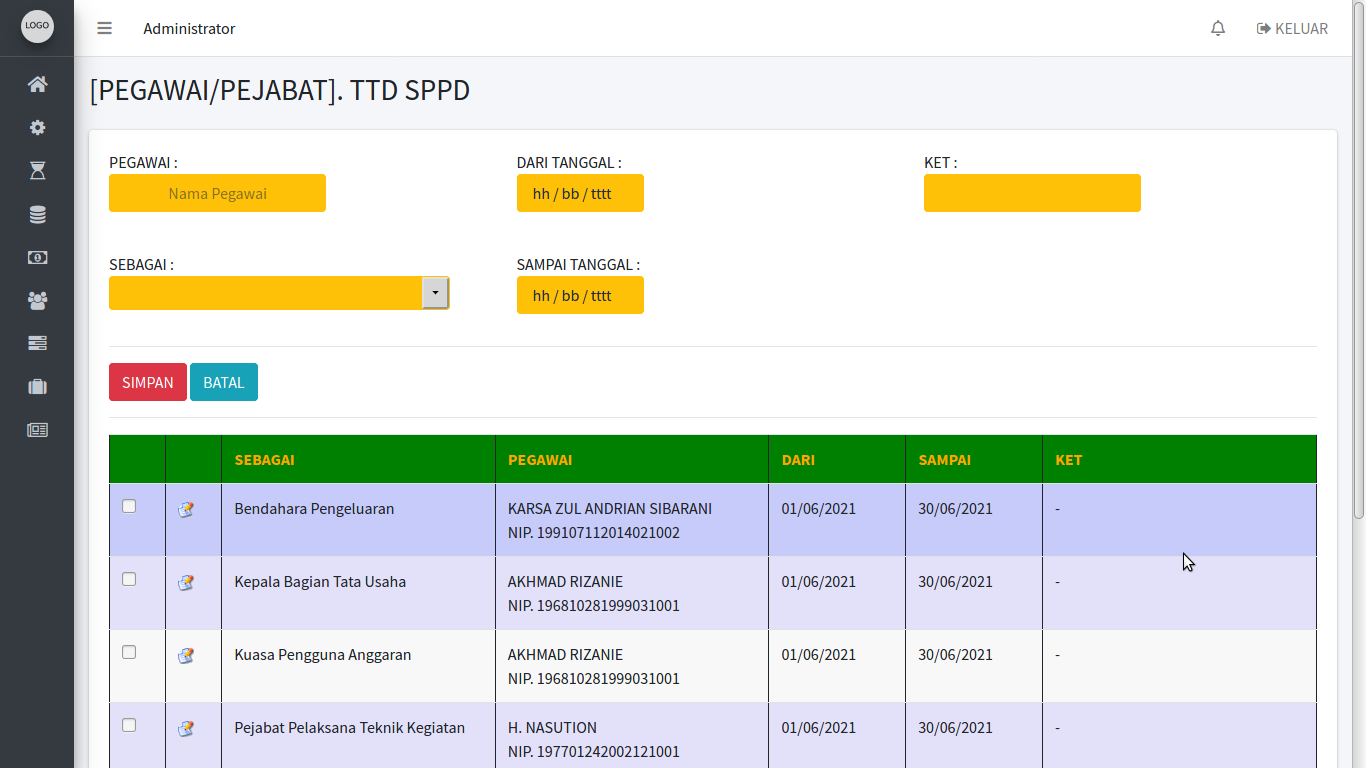 LOGO
Administrator
KELUAR
[PEGAWAI/PEJABAT]. TTD SPPD
PEGAWAI :
DARI TANGGAL :
KET :
Nama Pegawai
hh / bb / tttt
SEBAGAI :
SAMPAI TANGGAL :
hh / bb / tttt
SIMPAN BATAL
SEBAGAI PEGAWAI DARI SAMPAI KET
Bendahara Pengeluaran KARSA ZUL ANDRIAN SIBARANI 01/06/2021 30/06/2021 -
NIP. 199107112014021002
Kepala Bagian Tata Usaha AKHMAD RIZANIE 01/06/2021 30/06/2021 -
NIP. 196810281999031001
Kuasa Pengguna Anggaran AKHMAD RIZANIE 01/06/2021 30/06/2021 -
NIP. 196810281999031001
Pejabat Pelaksana Teknik Kegiatan H. NASUTION 01/06/2021 30/06/2021 -
NIP. 197701242002121001